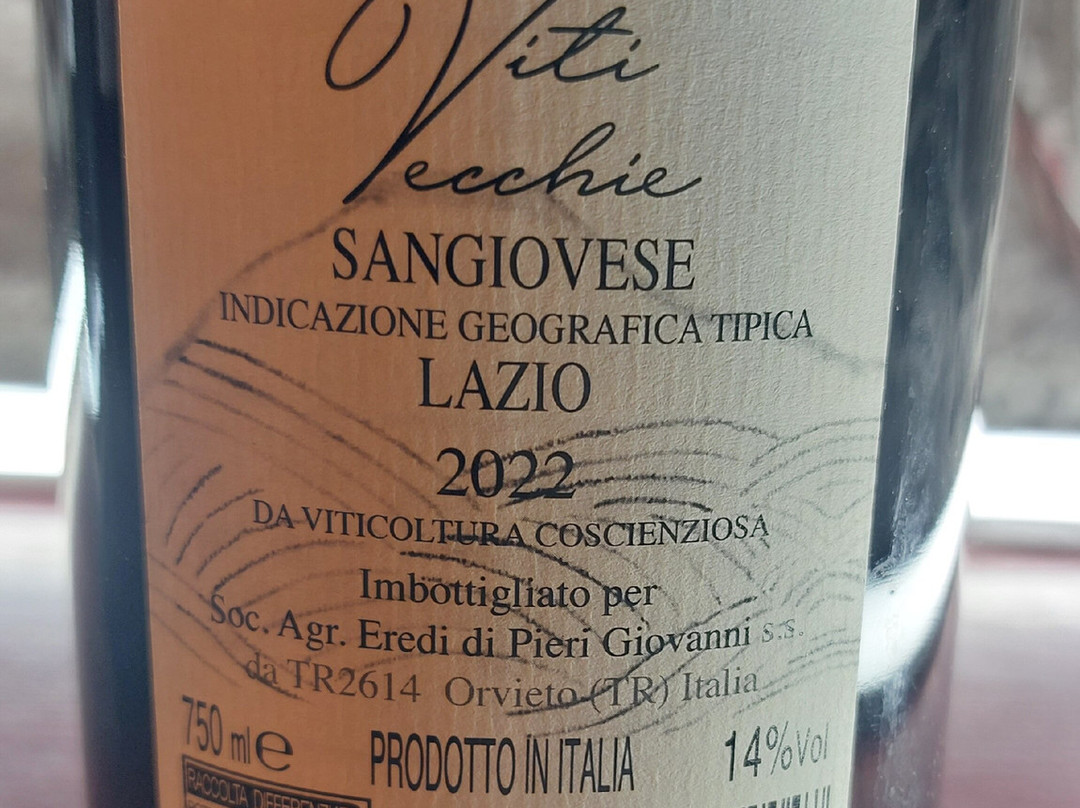 Viti
Vecchie
SANGIOVESE
INDICAZIONE GEOGRAFICA TIPICA
LAZIO
2022
DA VITICOLTURA COSCIENZIOSA
Imbottigliato per
Soc. Agr. Eredi di Pieri Giovanni s.s.
da TR2614 Orvieto (TR) Italia
750 ml e PRODOTTO IN ITALIA 14%Vol
RACCOLTA